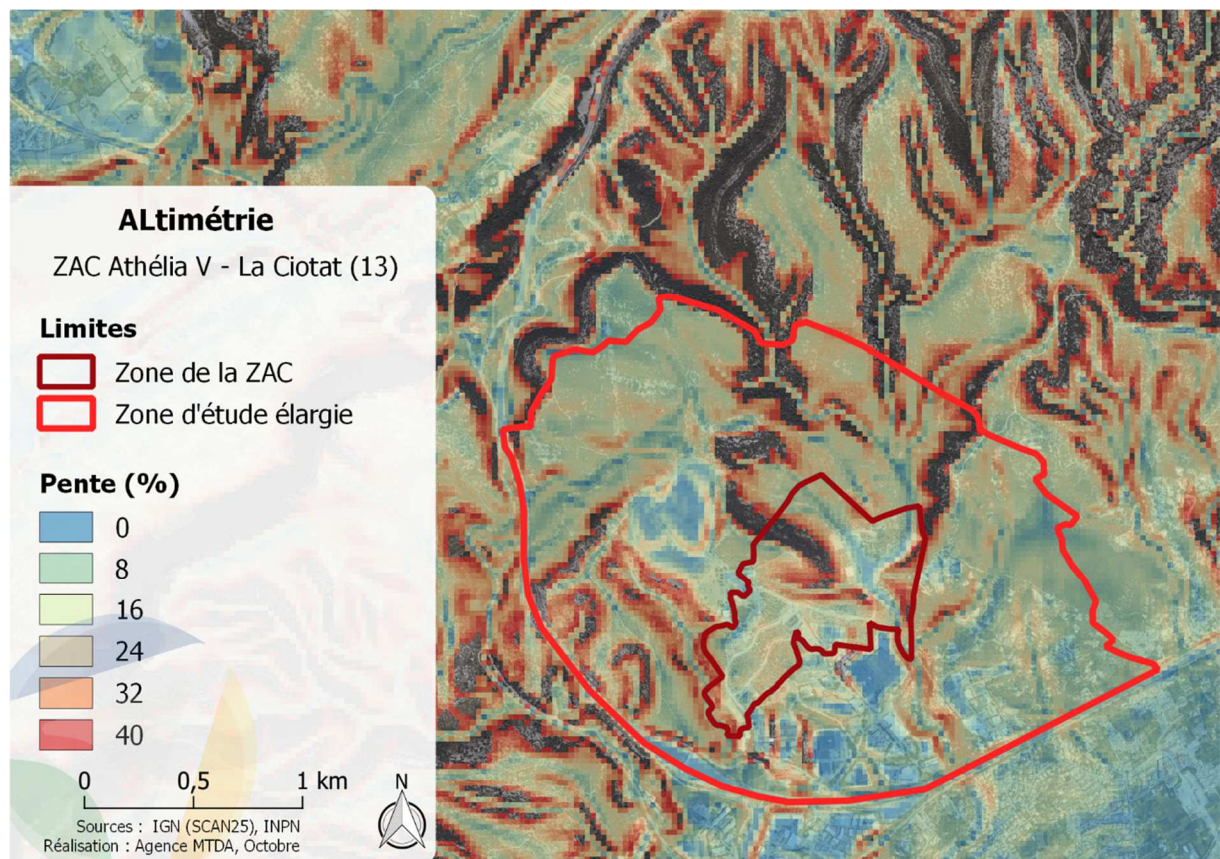 ALtimétrie
ZAC Athélia V - La Ciotat (13)
Limites
Zone de la ZAC
Zone d'étude élargie
Pente (%)
0
8
16
24
32
40
0 0,5 1 km
N
Sources : IGN (SCAN25), INPN
Réalisation : Agence MTDA, Octobre